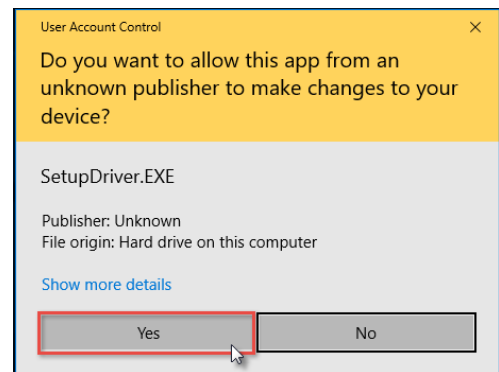 User Account Control
Do you want to allow this app from an
unknown publisher to make changes to your
device?
SetupDriver.EXE
Publisher: Unknown
File origin: Hard drive on this computer
Show more details
Yes
No